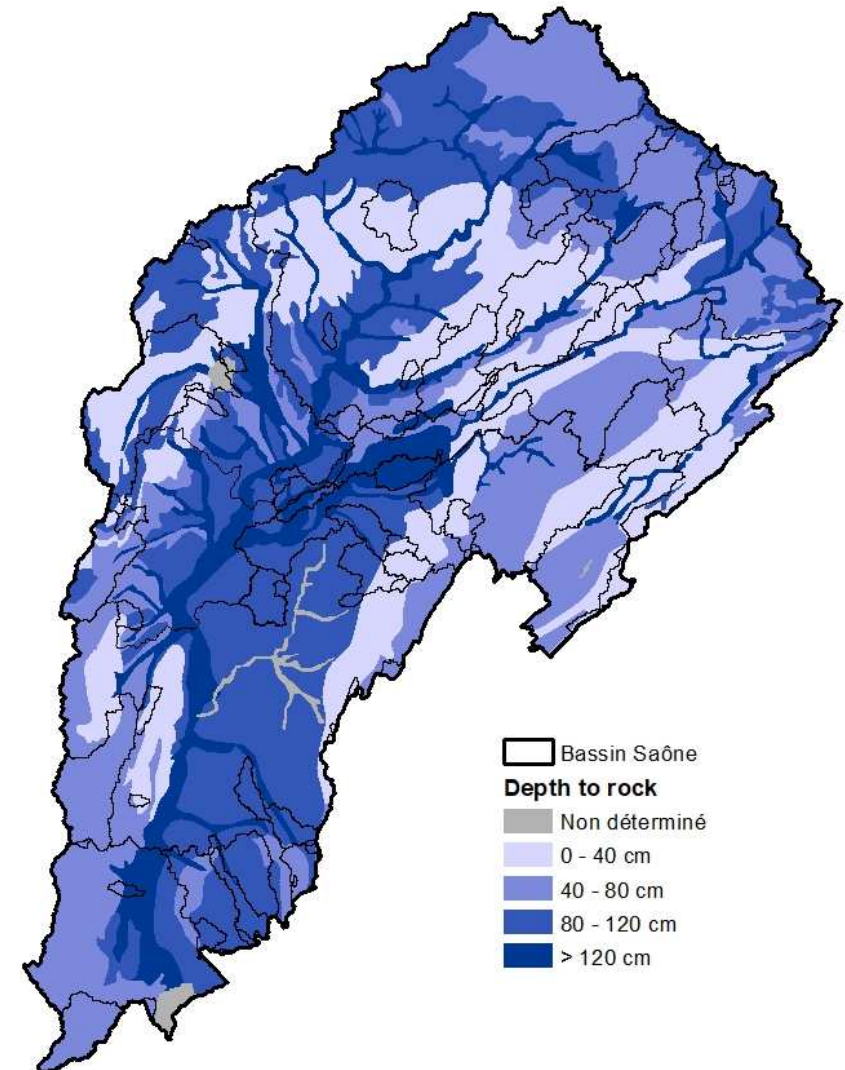 Bassin Saône
Depth to rock
Non déterminé
0 - 40 cm
40 - 80 cm
80 - 120 cm
> 120 cm